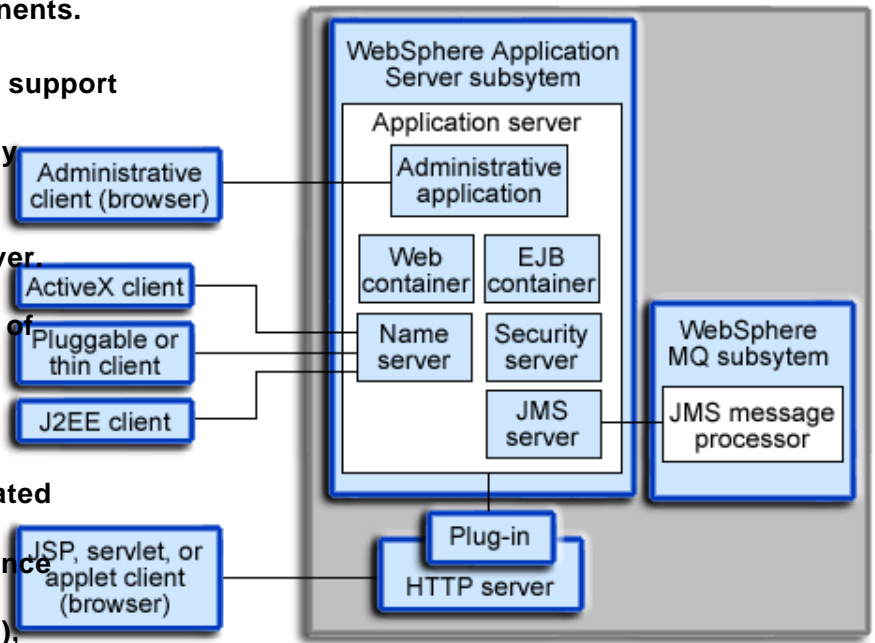 nents.
support
y
ver.
of
ated
nce
),
WebSphere Application
Server subsytem
Application server
Administrative
application
Administrative
client (browser)
Web
container
EJB
container
ActiveX client
Pluggable or
thin client
J2EE client
Name
server
Security
server
JMS
server
WebSphere
MQ subsytem
JMS message
processor
Plug-in
HTTP server
JSP, servlet, or
applet client
(browser)